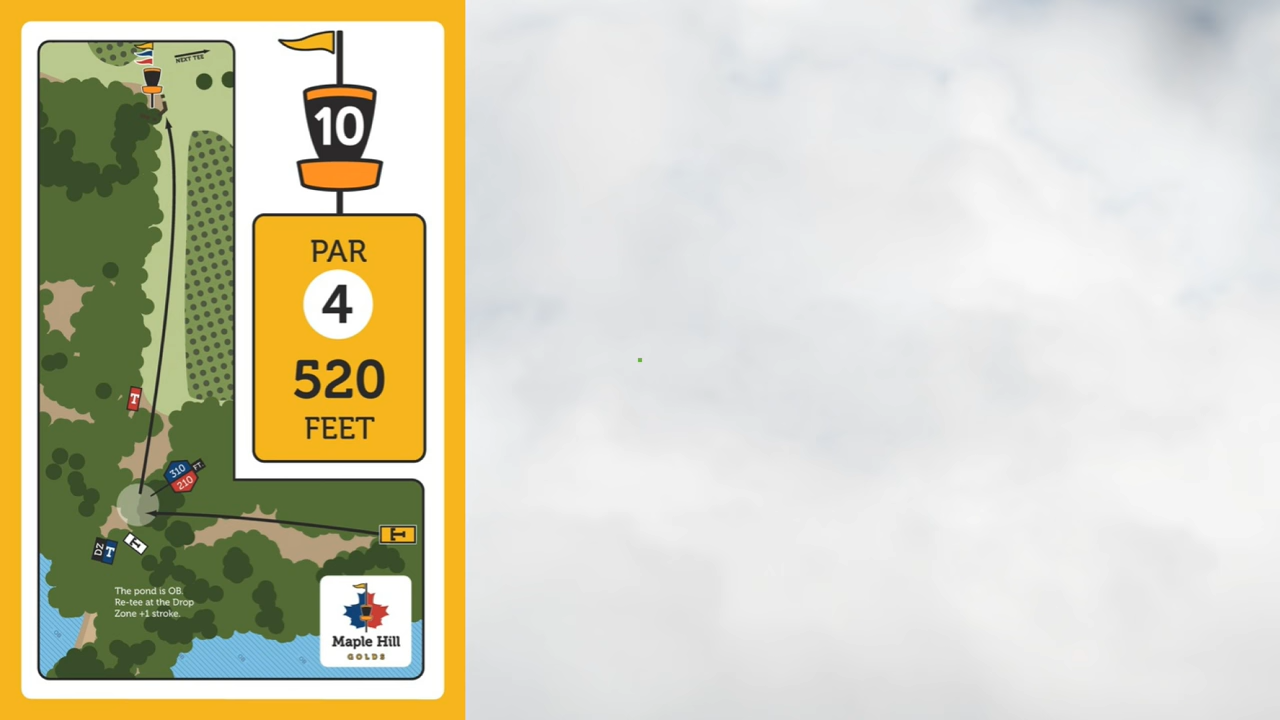 NEXT TEE
10
PAR
4
520
FEET
T
310
FT.
210
T
T
DZ
T
The pond is OB.
Re-tee at the Drop
Zone +1 stroke.
Maple Hill
GOLDS